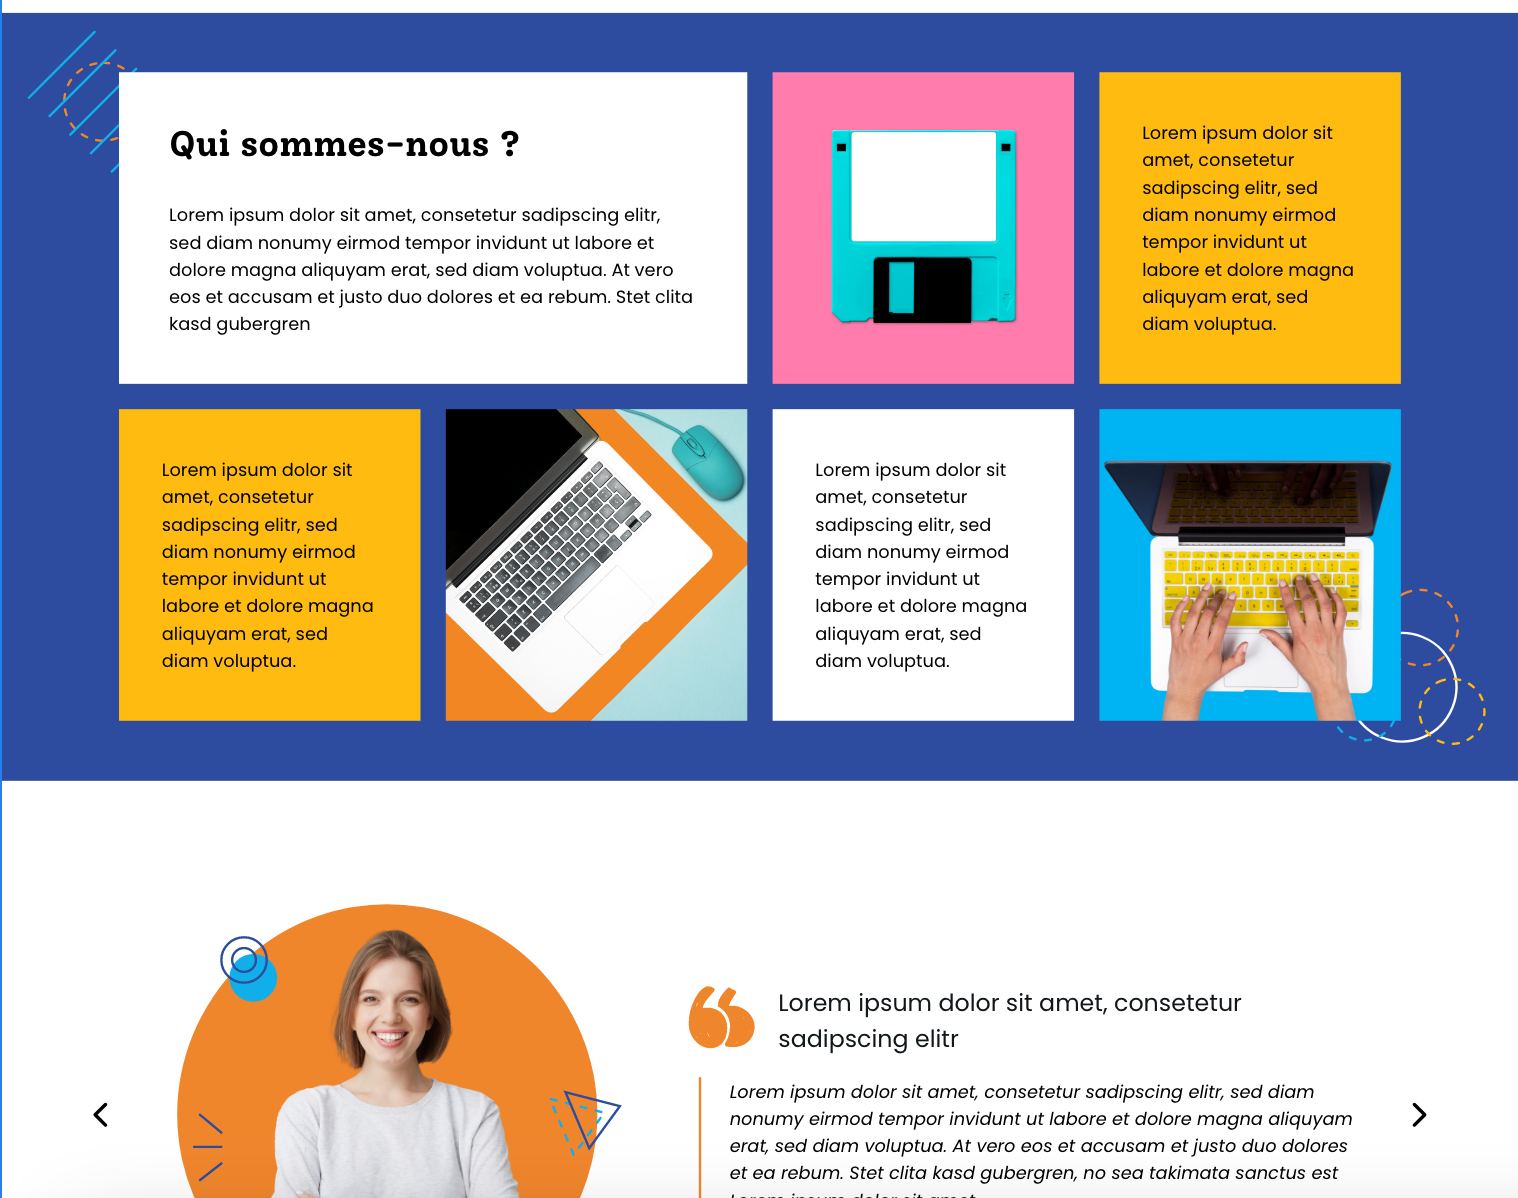 Qui sommes-nous ?
Lorem ipsum dolor sit amet, consetetur sadipscing elitr,
sed diam nonumy eirmod tempor invidunt ut labore et
dolore magna aliquyam erat, sed diam voluptua. At vero
eos et accusam et justo duo dolores et ea rebum. Stet clita
kasd gubergren
Lorem ipsum dolor sit
amet, consetetur
sadipscing elitr, sed
diam nonumy eirmod
tempor invidunt ut
labore et dolore magna
aliquyam erat, sed
diam voluptua.
Lorem ipsum dolor sit
amet, consetetur
sadipscing elitr, sed
diam nonumy eirmod
tempor invidunt ut
labore et dolore magna
aliquyam erat, sed
diam voluptua.
Lorem ipsum dolor sit
amet, consetetur
sadipscing elitr, sed
diam nonumy eirmod
tempor invidunt ut
labore et dolore magna
aliquyam erat, sed
diam voluptua.
Lorem ipsum dolor sit amet, consetetur
sadipscing elitr
Lorem ipsum dolor sit amet, consetetur sadipscing elitr, sed diam
nonumy eirmod tempor invidunt ut labore et dolore magna aliquyam
erat, sed diam voluptua. At vero eos et accusam et justo duo dolores
et ea rebum. Stet clita kasd gubergren, no sea takimata sanctus est
Lorem ipsum dolor sit amet.